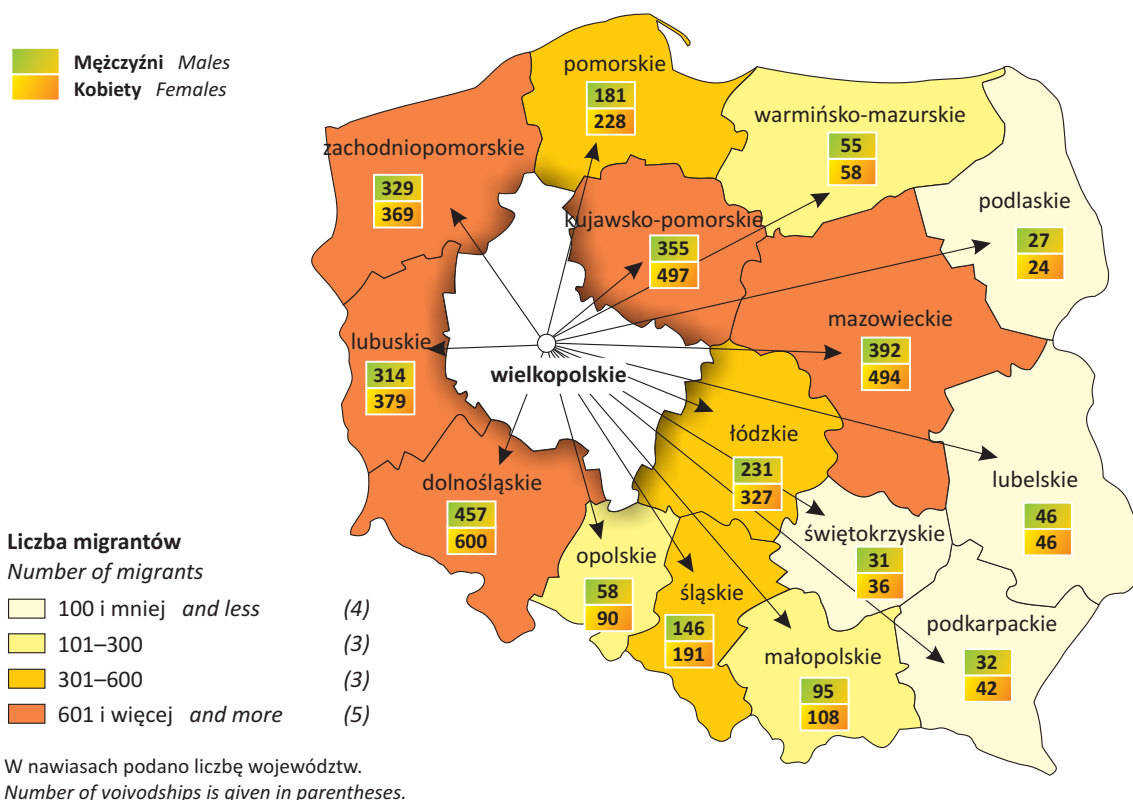 Mężczyźni Males
Kobiety Females
pomorskie
181
228
warmińsko-mazurskie
55
58
zachodniopomorskie
329
369
podlaskie
27
24
kujawsko-pomorskie
355
497
mazowieckie
392
494
lubuskie
314
379
wielkopolskie
łódzkie
231
327
lubelskie
46
46
dolnośląskie
457
600
świętokrzyskie
31
36
opolskie
58
90
śląskie
146
191
małopolskie
95
108
podkarpackie
32
42
Liczba migrantów
Number of migrants
100 i mniej and less (4)
101–300 (3)
301–600 (3)
601 i więcej and more (5)
W nawiasach podano liczbę województw.
Number of voivodships is given in parentheses.